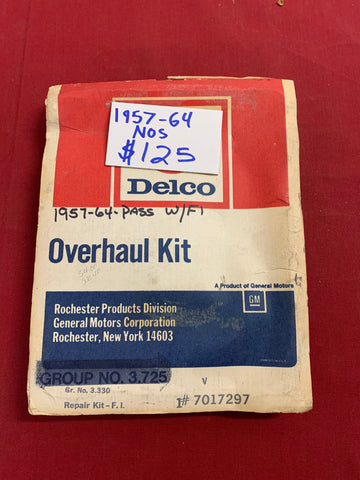 1957-64
NOS
$125
Delco
1957-64-PASS W/FI
Overhaul Kit
A Product of General Motors
GM
Rochester Products Division
General Motors Corporation
Rochester, New York 14603
GROUP NO. 3.725
Gr. No. 3.330
V
Repair Kit-F.I.
1# 7017297